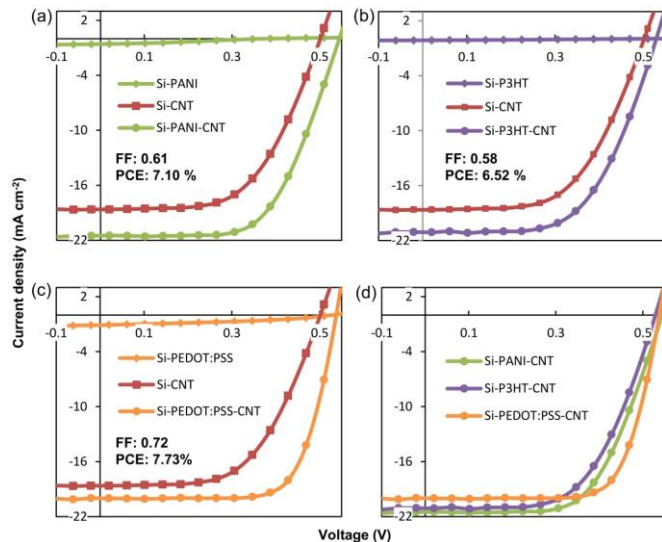 (a)
2
-0.1
0.1
0.3
0.5
-4
Si-PANI
Si-CNT
-10
Si-PANI-CNT
FF: 0.61
PCE: 7.10 %
-16
-22
(b)
2
-0.1
0.1
0.3
0.5
-4
Si-P3HT
Si-CNT
-10
Si-P3HT-CNT
FF: 0.58
PCE: 6.52 %
-16
-22
Current density (mA cm⁻²)
(c)
2
-0.1
0.1
0.3
0.5
-4
Si-PEDOT:PSS
Si-CNT
-10
Si-PEDOT:PSS-CNT
FF: 0.72
PCE: 7.73%
-16
-22
(d)
2
-0.1
0.1
0.3
0.5
-4
Si-PANI-CNT
Si-P3HT-CNT
-10
Si-PEDOT:PSS-CNT
-16
-22
Voltage (V)